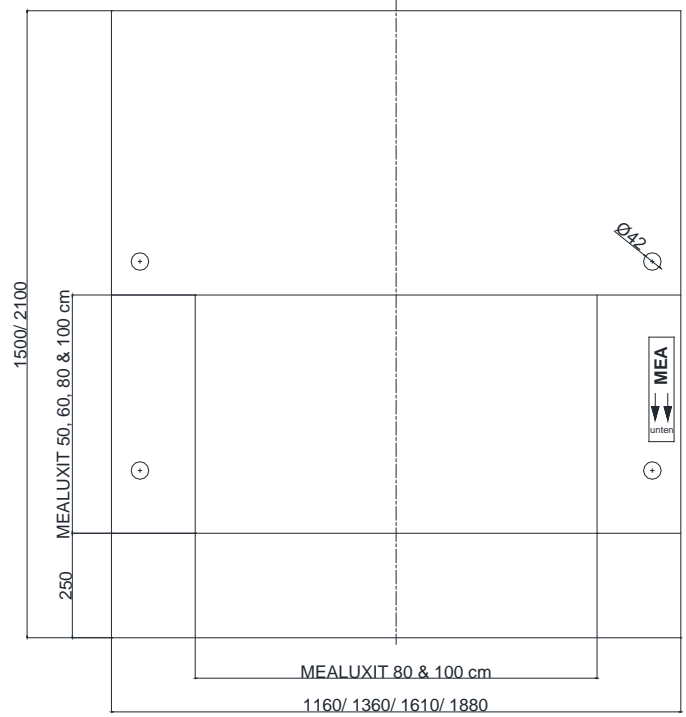 Ø42
1500/ 2100
MEALUXIT 50, 60, 80 & 100 cm
MEA
unten
250
MEALUXIT 80 & 100 cm
1160/ 1360/ 1610/ 1880